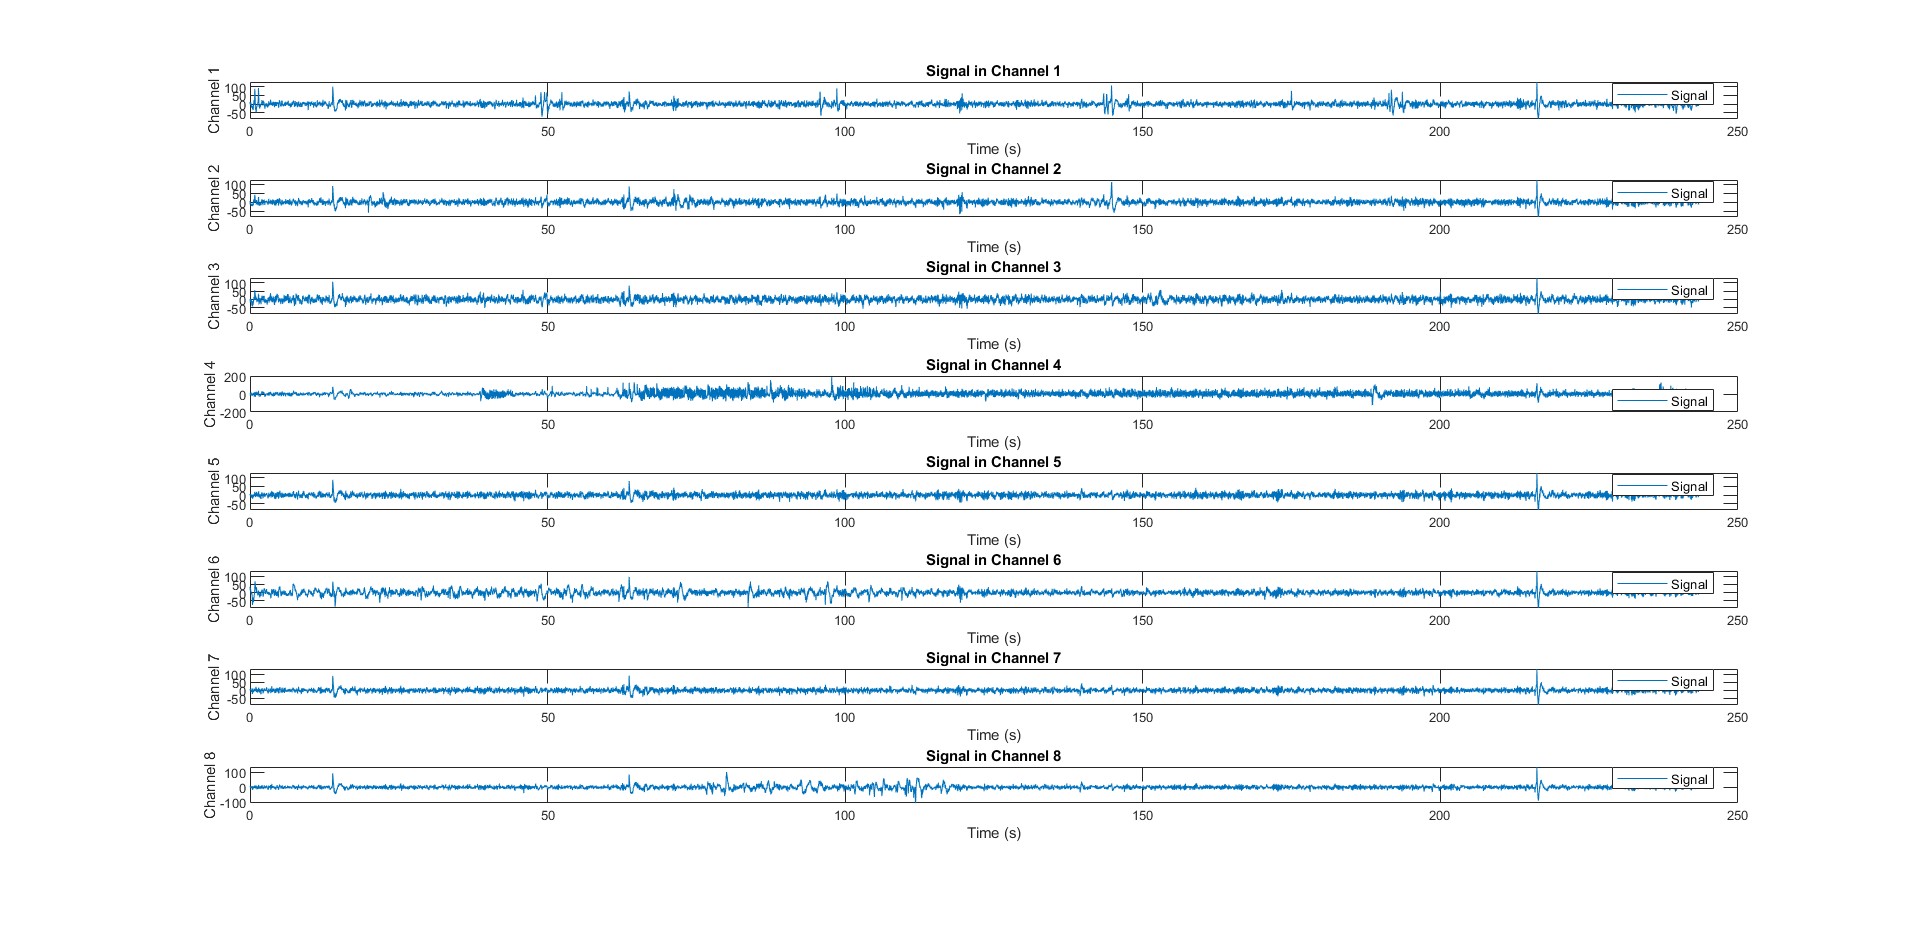 Signal in Channel 1
Channel 1
100
50
0
-50
Signal
0 50 100 150 200 250
Time (s)
Signal in Channel 2
Channel 2
100
50
0
-50
Signal
0 50 100 150 200 250
Time (s)
Signal in Channel 3
Channel 3
100
50
0
-50
Signal
0 50 100 150 200 250
Time (s)
Signal in Channel 4
Channel 4
200
0
-200
Signal
0 50 100 150 200 250
Time (s)
Signal in Channel 5
Channel 5
100
50
0
-50
Signal
0 50 100 150 200 250
Time (s)
Signal in Channel 6
Channel 6
100
50
0
-50
Signal
0 50 100 150 200 250
Time (s)
Signal in Channel 7
Channel 7
100
50
0
-50
Signal
0 50 100 150 200 250
Time (s)
Signal in Channel 8
Channel 8
100
0
-100
Signal
0 50 100 150 200 250
Time (s)